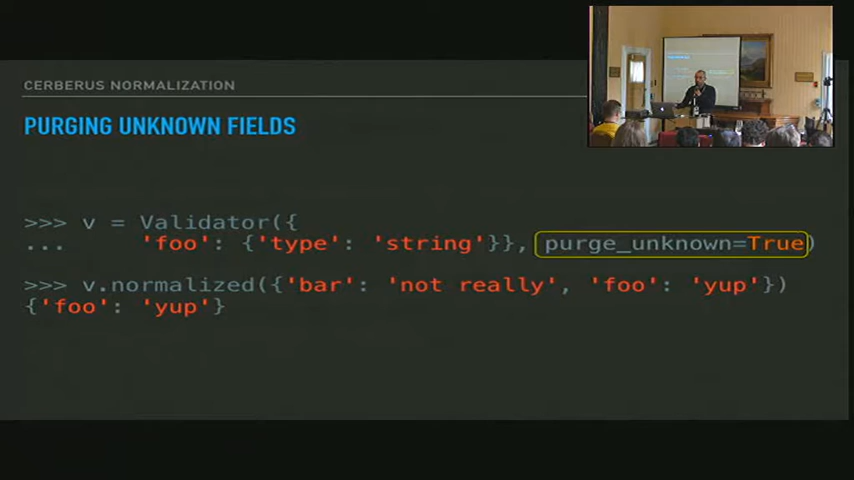 CERBERUS NORMALIZATION
PURGING UNKNOWN FIELDS
>>> v = Validator({
... 'foo': {'type': 'string'}}, purge_unknown=True)
>>> v.normalized({'bar': 'not really', 'foo': 'yup'})
{'foo': 'yup'}